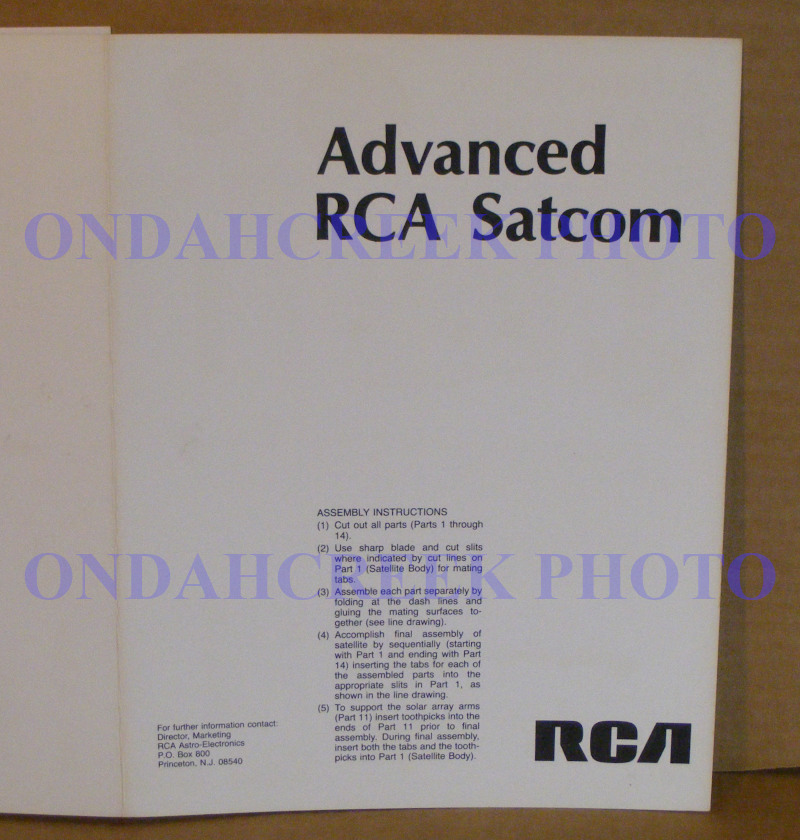 Advanced
RCA Satcom
ONDAHCREEK PHOTO
ASSEMBLY INSTRUCTIONS
(1) Cut out all parts (Parts 1 through
14).
(2) Use sharp blade and cut slits
where indicated by cut lines on
Part 1 (Satellite Body) for mating
tabs.
ONDAHCREEK PHOTO
(3) Assemble each part separately by
folding at the dash lines and
gluing the mating surfaces to-
gether (see line drawing).
(4) Accomplish final assembly of
satellite by sequentially (starting
with Part 1 and ending with Part
14) inserting the tabs for each of
the assembled parts into the
appropriate slits in Part 1, as
shown in the line drawing.
(5) To support the solar array arms
(Part 11) insert toothpicks into the
ends of Part 11 prior to final
assembly. During final assembly,
insert both the tabs and the tooth-
picks into Part 1 (Satellite Body).
For further information contact:
Director, Marketing
RCA Astro-Electronics
P.O. Box 800
Princeton, N.J. 08540
RCA